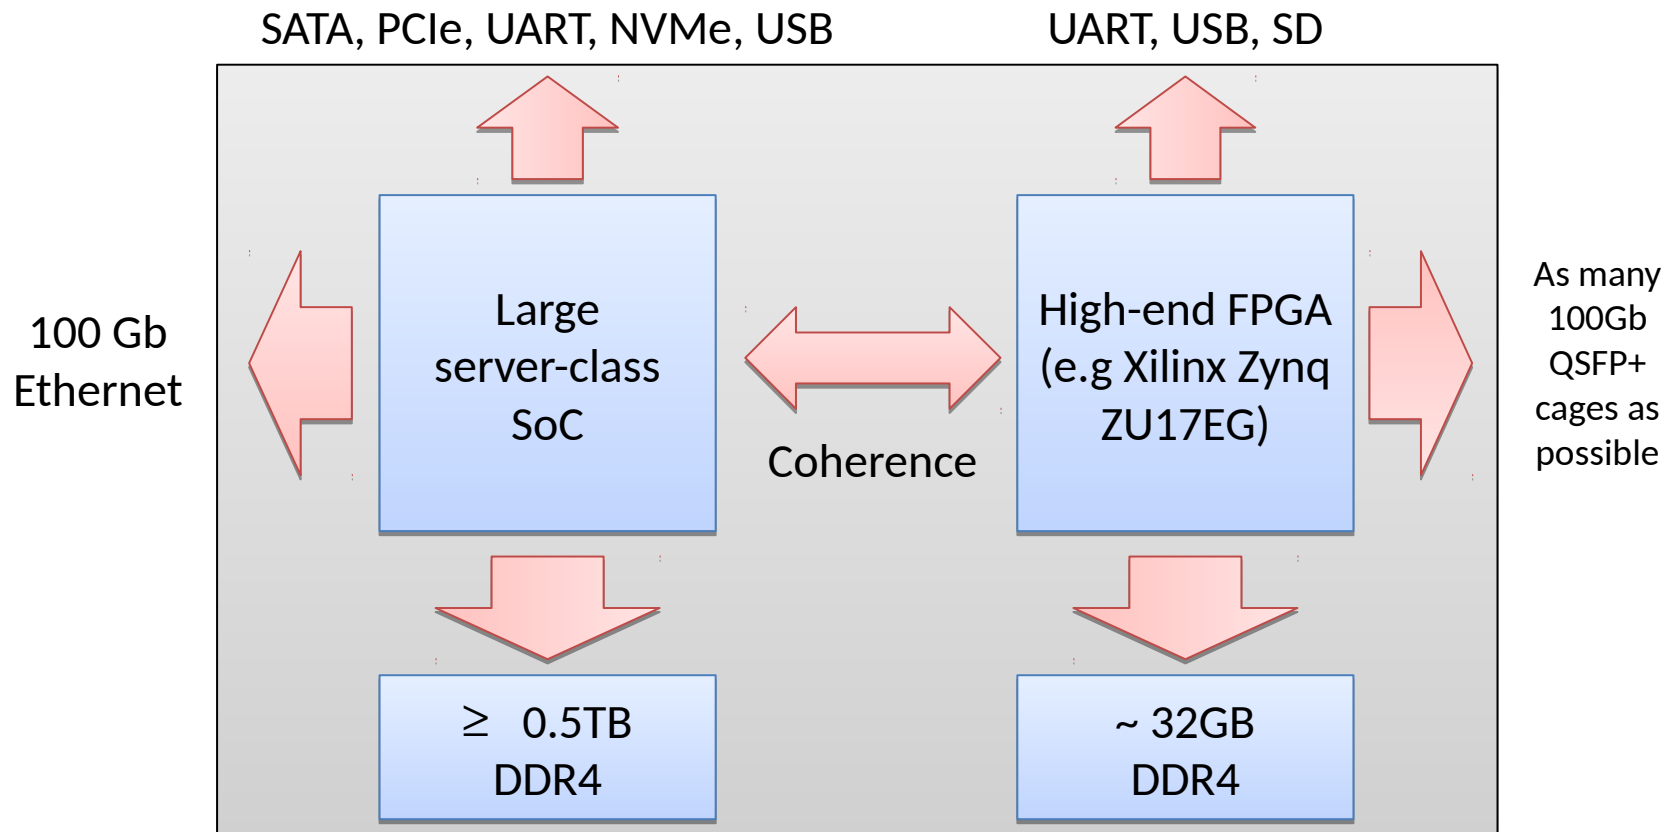 SATA, PCIe, UART, NVMe, USB
UART, USB, SD
100 Gb
Ethernet
Large
server-class
SoC
Coherence
High-end FPGA
(e.g Xilinx Zynq
ZU17EG)
As many
100Gb
QSFP+
cages as
possible
≥ 0.5TB
DDR4
~ 32GB
DDR4